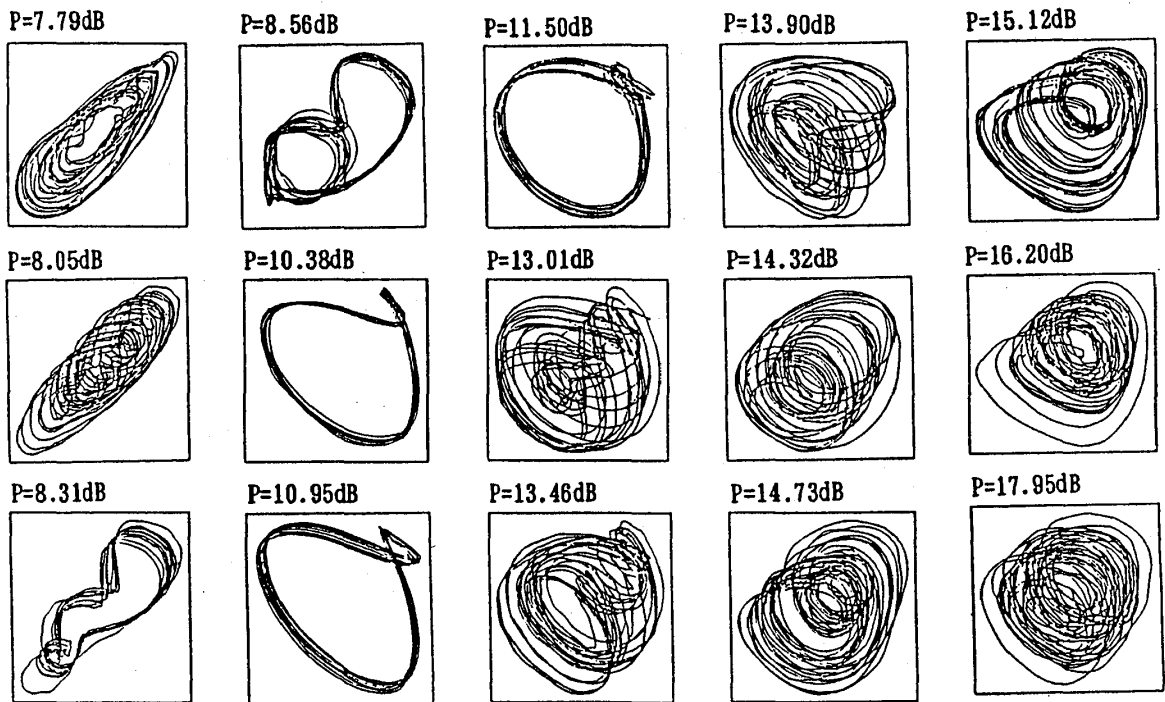 P=7.79dB
P=8.56dB
P=11.50dB
P=13.90dB
P=15.12dB
P=8.05dB
P=10.38dB
P=13.01dB
P=14.32dB
P=16.20dB
P=8.31dB
P=10.95dB
P=13.46dB
P=14.73dB
P=17.95dB